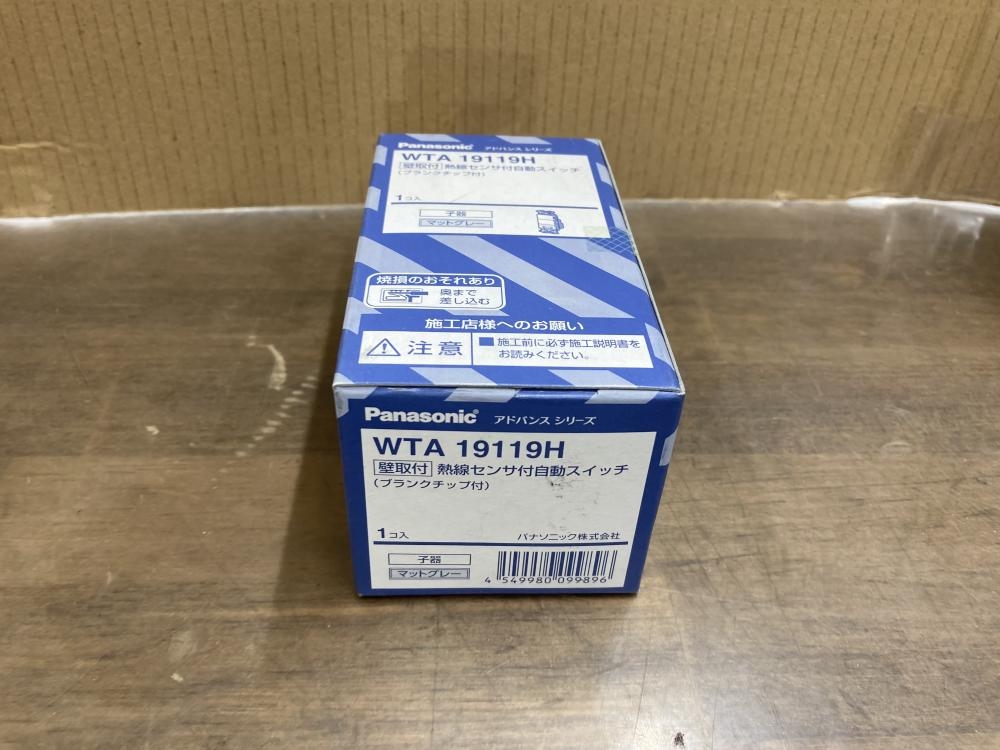 Panasonic アドバンス シリーズ
WTA 19119H
壁取付 熱線センサ付自動スイッチ
(ブランクチップ付)
1コ入
子器
マットグレー
焼損のおそれあり
奥まで
差し込む
施工店様へのお願い
注意
■施工前に必ず施工説明書を
お読みください。
Panasonic アドバンス シリーズ
WTA 19119H
壁取付 熱線センサ付自動スイッチ
(ブランクチップ付)
1コ入 パナソニック株式会社
子器
マットグレー
4 549980 099896